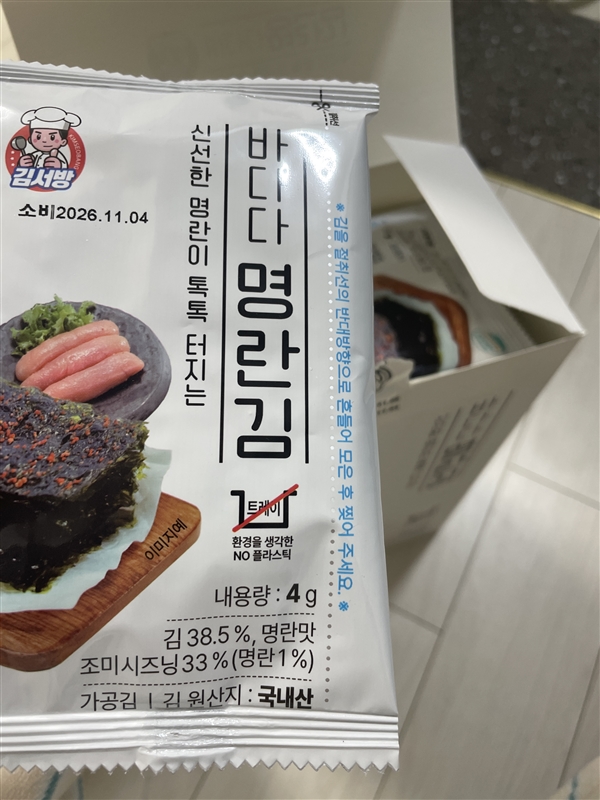 김서방
KIMSEOBANG
소비2026.11.04
바다다 명란김
신선한 명란이 톡톡 터지는
※ 김을 절취선의 반대방향으로 흔들어 모은 후 찢어 주세요. ※
트레이
환경을 생각한
NO 플라스틱
이미지예
내용량 : 4 g
김 38.5 %, 명란맛
조미시즈닝 33 % (명란 1%)
가공김 | 김 원산지 : 국내산